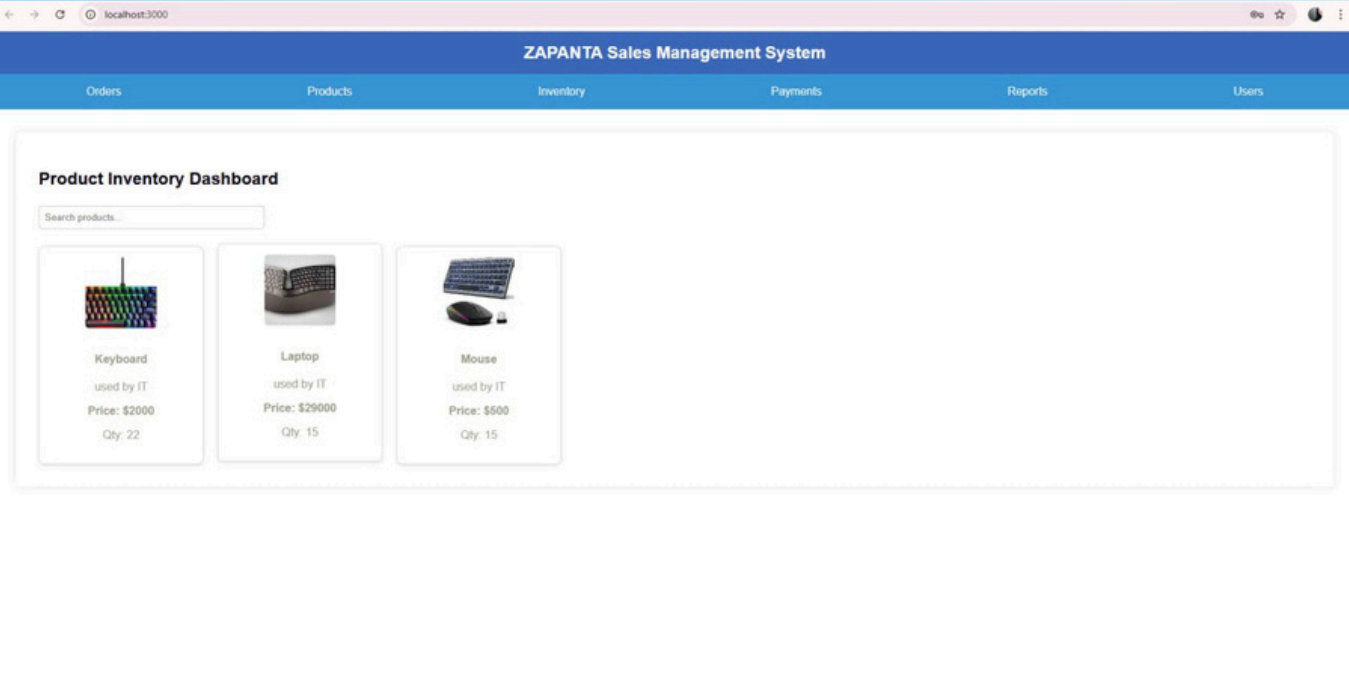 localhost:3000
ZAPANTA Sales Management System
Orders Products Inventory Payments Reports Users
Product Inventory Dashboard
Search products...
Keyboard
used by IT
Price: $2000
Qty: 22
Laptop
used by IT
Price: $29000
Qty: 15
Mouse
used by IT
Price: $500
Qty: 15